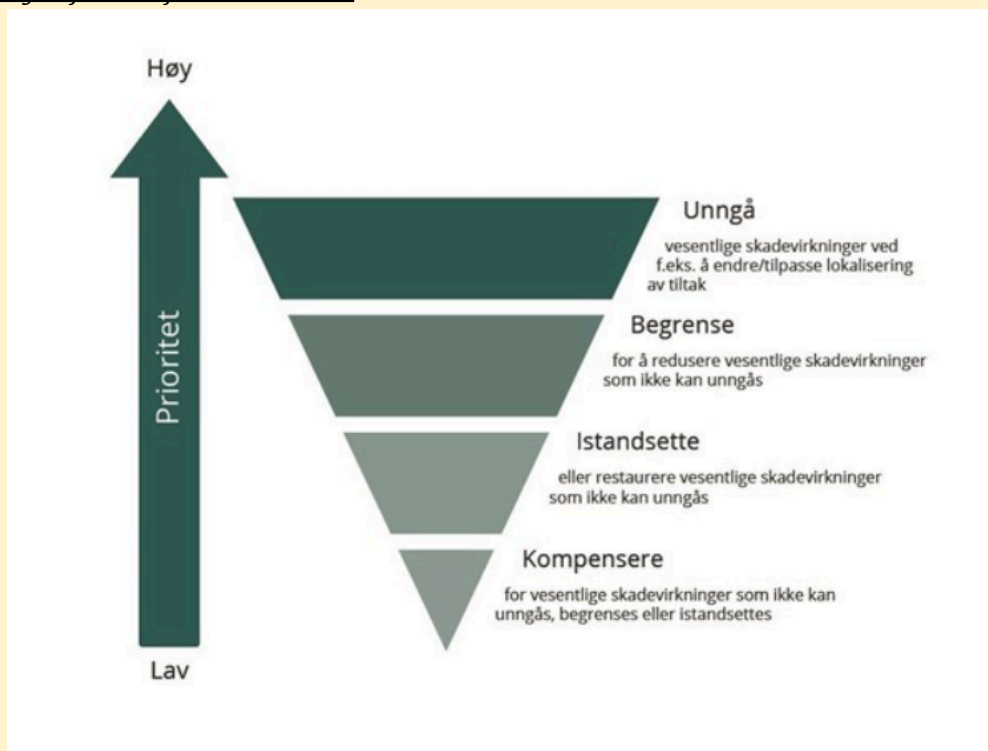 Høy
Prioritet
Unngå
vesentlige skadevirkninger ved
f.eks. å endre/tilpasse lokalisering
av tiltak
Begrense
for å redusere vesentlige skadevirkninger
som ikke kan unngås
Istandsette
eller restaurere vesentlige skadevirkninger
som ikke kan unngås
Kompensere
for vesentlige skadevirkninger som ikke kan
unngås, begrenses eller istandsettes
Lav